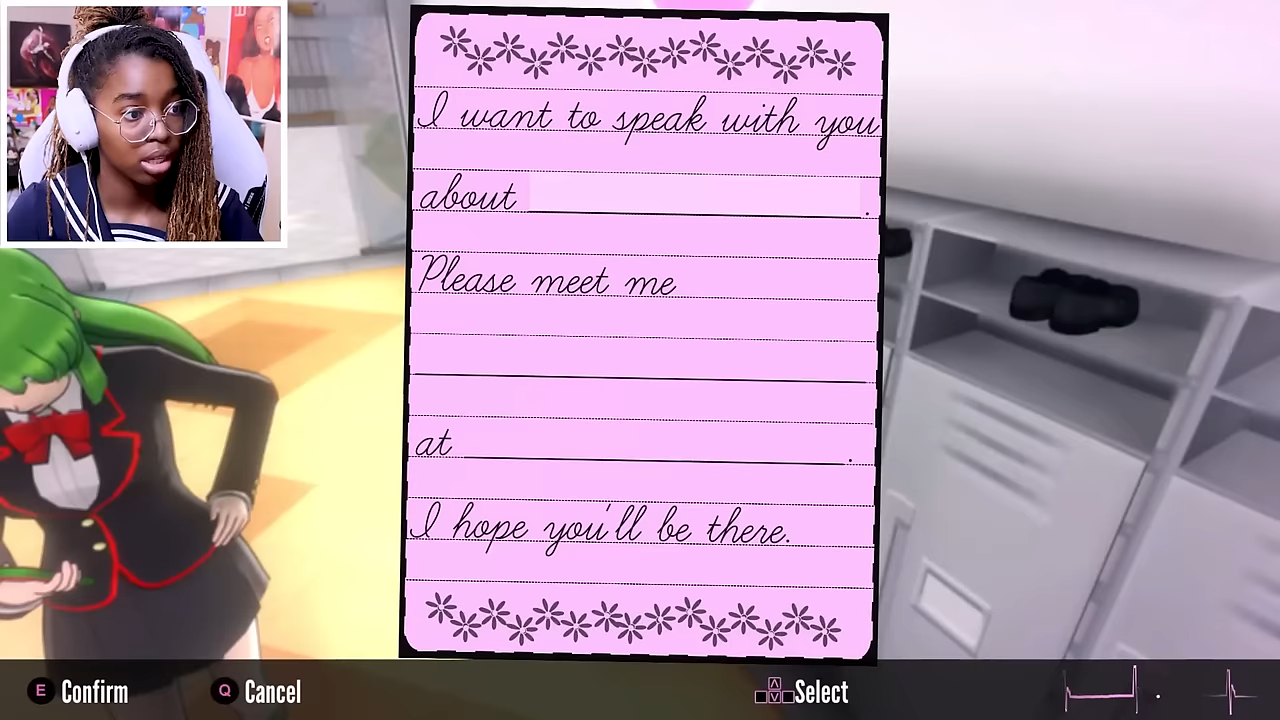 I want to speak with you
about .
Please meet me
at .
I hope you'll be there.
E Confirm Q Cancel Select